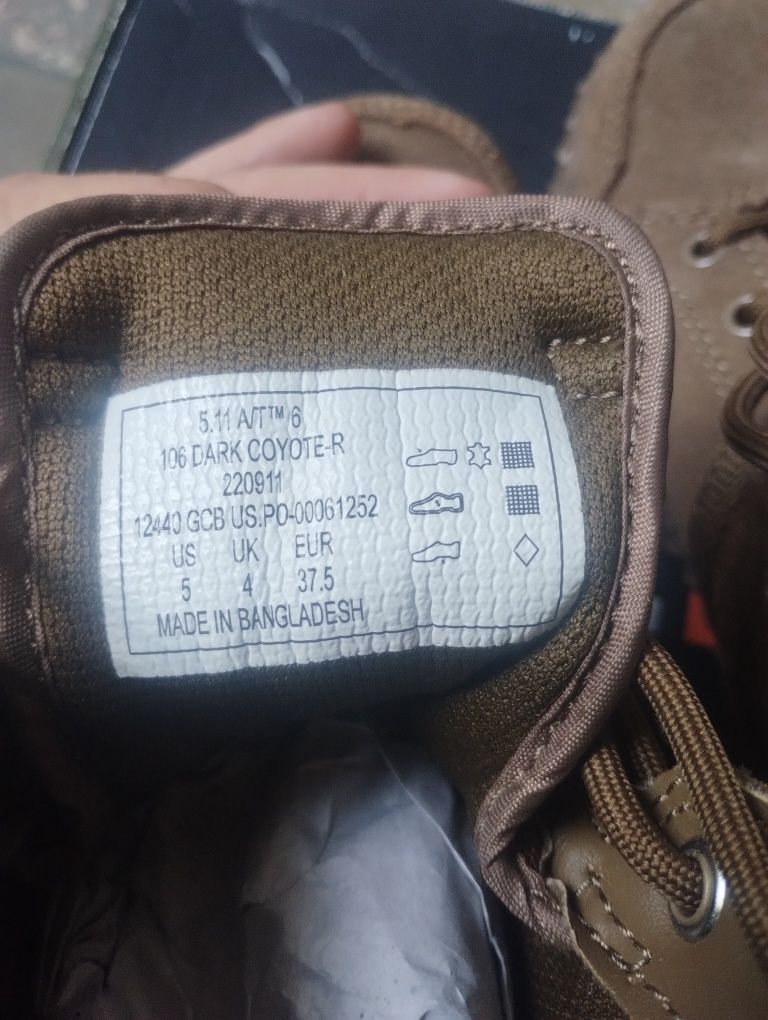 5.11 A/T™ 6
106 DARK COYOTE-R
220911
12440 GCB US.PO-00061252
US UK EUR
5 4 37.5
MADE IN BANGLADESH